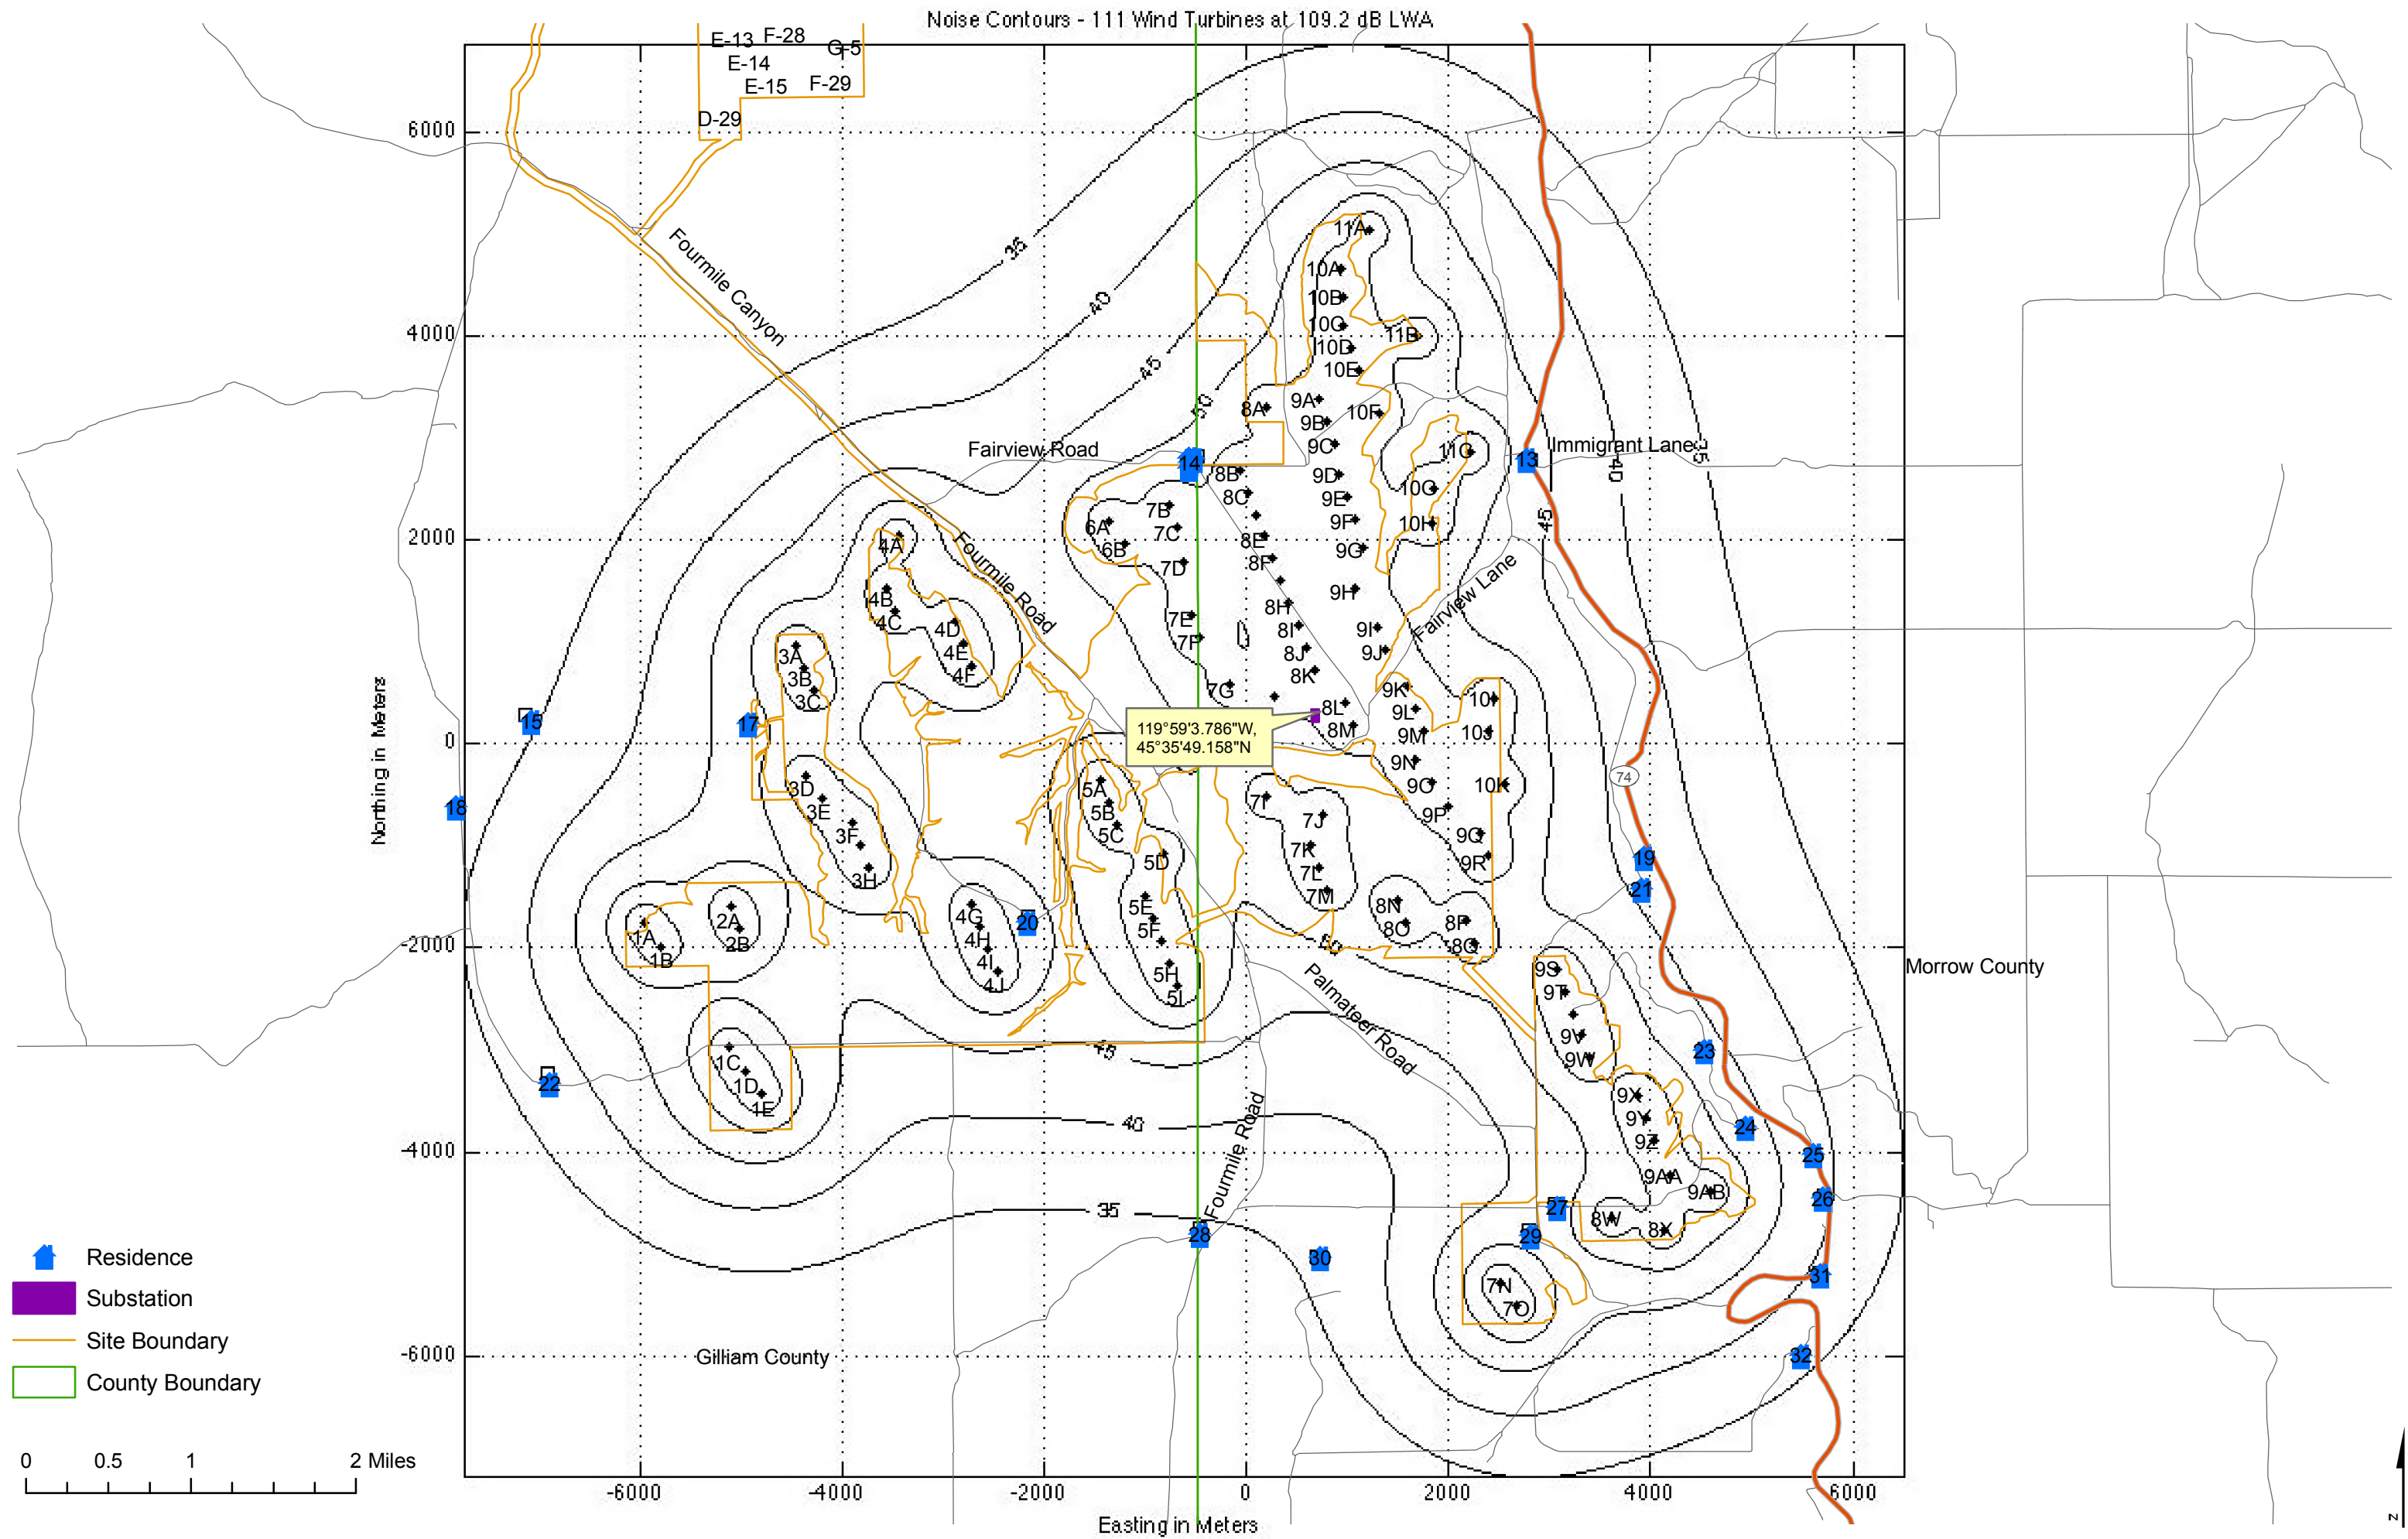 Noise Contours - 111 Wind Turbines at 109.2 dB LWA
E-13 F-28 G-5
E-14
E-15 F-29
D-29
6000
4000
2000
0
-2000
-4000
-6000
Northing in Meters
35
40
45
50
Fourmile Canyon
Fairview Road
Immigrant Lane
35
40
45
Fourmile Road
Fairview Lane
11A
10A
10B
10C
10D
11B
10E
8A
9A
10F
9B
9C
11C
14
13
8B
9D
8C
10G
9E
7B
6A
7C
9F
10H
6B
8E
9G
4A
7D
8F
4B
8H
9H
4C
7E
8I
9I
4D
7F
8J
9J
4E
3A
4F
8K
3B
7G
9K
3C
10I
8L
9L
15
17
8M
9M
10J
119°59'3.786"W,
45°35'49.158"N
9N
74
3D
5A
9O
10K
18
3E
5B
7I
9P
3F
5C
7J
9Q
5D
7K
9R
19
3H
7L
21
7M
4G
5E
8N
2A
20
8P
1A
5F
8O
2B
4H
8Q
1B
50
4I
9S
Morrow County
4J
5H
9T
5I
Palmateer Road
9V
45
9W
23
1C
22
1D
9X
1E
9Y
40
24
9Z
25
9AA
9AB
26
35
27
8W
8X
Fourmile Road
28
29
30
31
7N
7O
32
Gilliam County
Residence
Substation
Site Boundary
County Boundary
0 0.5 1 2 Miles
-6000 -4000 -2000 0 2000 4000 6000
Easting in Meters
z